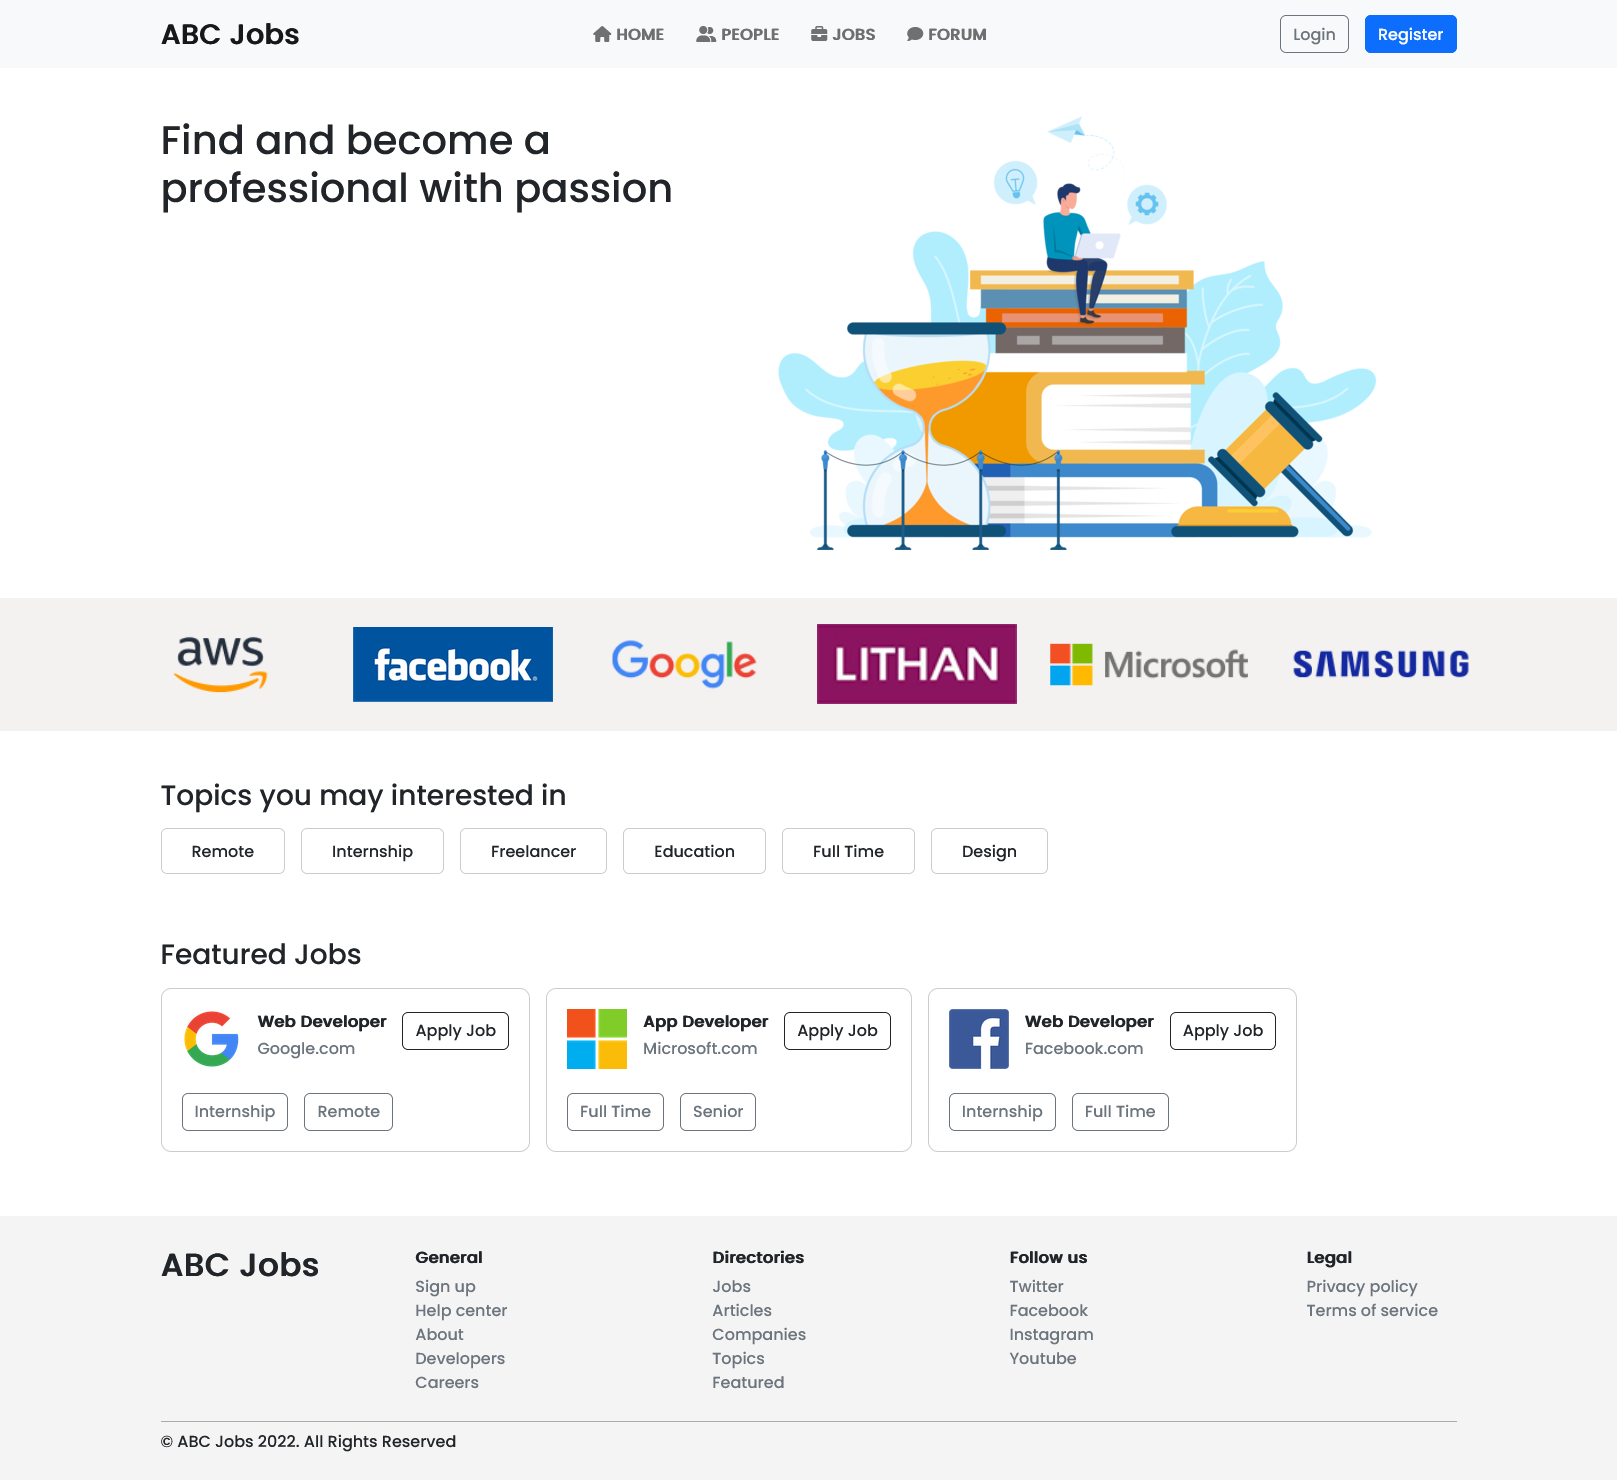 ABC Jobs
HOME PEOPLE JOBS FORUM
Login Register
Find and become a
professional with passion
aws facebook. Google LITHAN Microsoft SAMSUNG
Topics you may interested in
Remote Internship Freelancer Education Full Time Design
Featured Jobs
Web Developer
Google.com
Apply Job
Internship Remote
App Developer
Microsoft.com
Apply Job
Full Time Senior
Web Developer
Facebook.com
Apply Job
Internship Full Time
ABC Jobs
General
Sign up
Help center
About
Developers
Careers
Directories
Jobs
Articles
Companies
Topics
Featured
Follow us
Twitter
Facebook
Instagram
Youtube
Legal
Privacy policy
Terms of service
© ABC Jobs 2022. All Rights Reserved